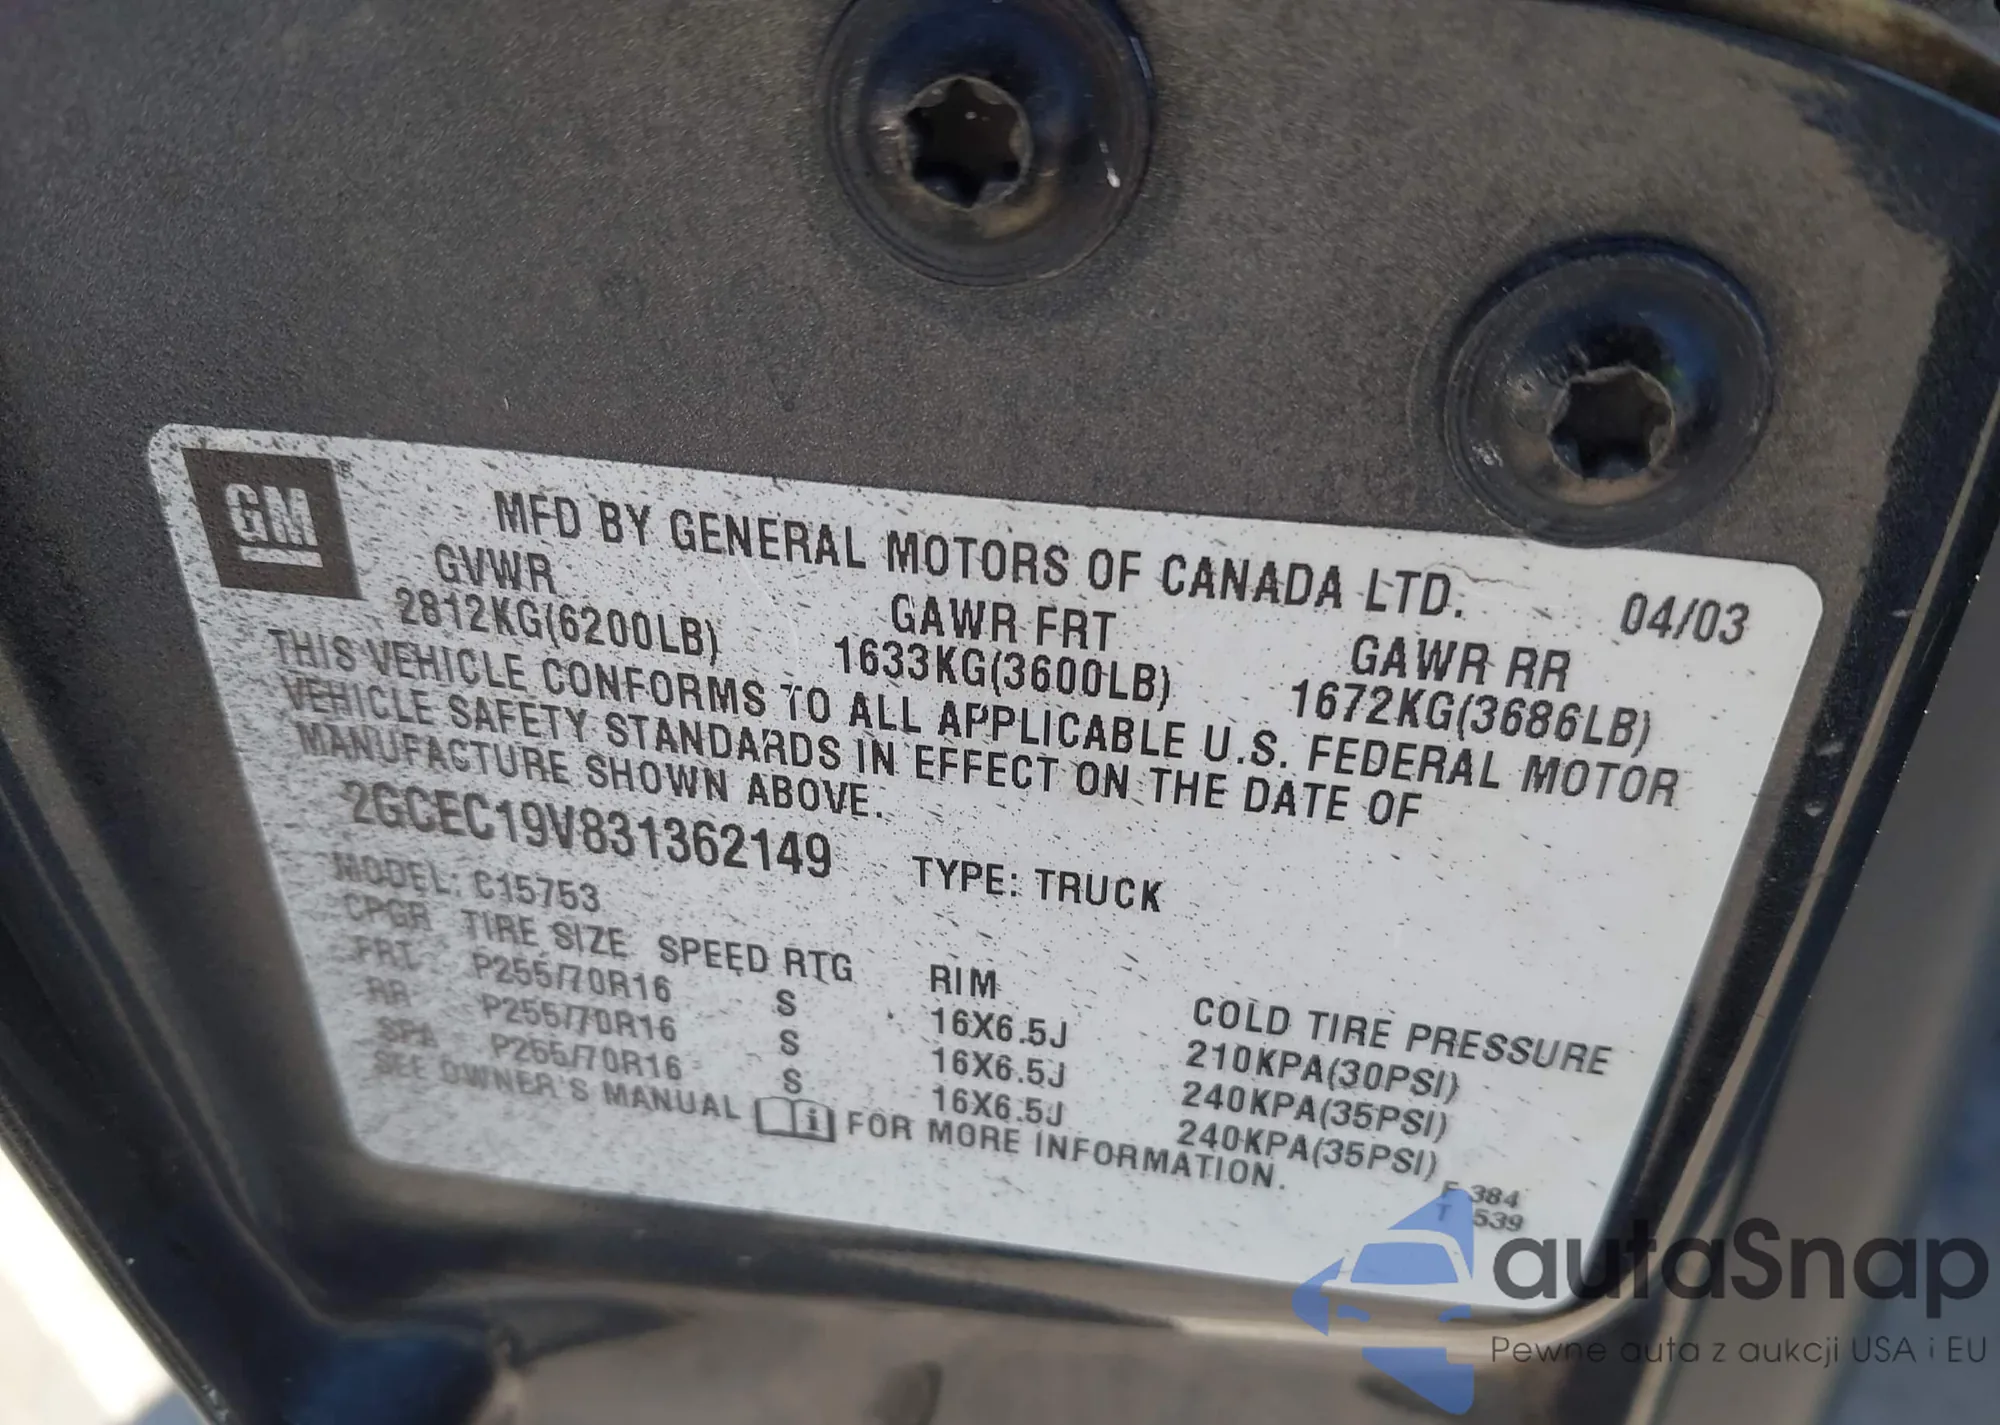 GM
MFD BY GENERAL MOTORS OF CANADA LTD.
04/03
GVWR GAWR FRT GAWR RR
2812KG(6200LB) 1633KG(3600LB) 1672KG(3686LB)
THIS VEHICLE CONFORMS TO ALL APPLICABLE U.S. FEDERAL MOTOR
VEHICLE SAFETY STANDARDS IN EFFECT ON THE DATE OF
MANUFACTURE SHOWN ABOVE.
2GCEC19V831362149 TYPE: TRUCK
MODEL: C15753
CPGR TIRE SIZE SPEED RTG RIM COLD TIRE PRESSURE
FRT P255/70R16 S 16X6.5J 210KPA(30PSI)
RR P255/70R16 S 16X6.5J 240KPA(35PSI)
SPA P255/70R16 S 16X6.5J 240KPA(35PSI)
SEE OWNER'S MANUAL i FOR MORE INFORMATION.
F 384
T 539
autaSnap
Pewne auta z aukcji USA i EU